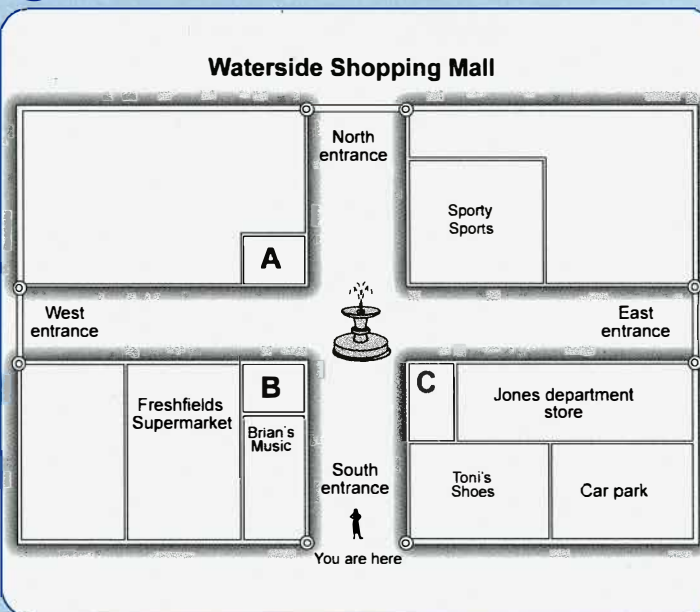 Waterside Shopping Mall
North
entrance
Sporty
Sports
A
West
entrance
East
entrance
B
C
Freshfields
Supermarket
Jones department
store
Brian's
Music
South
entrance
Toni's
Shoes
Car park
You are here